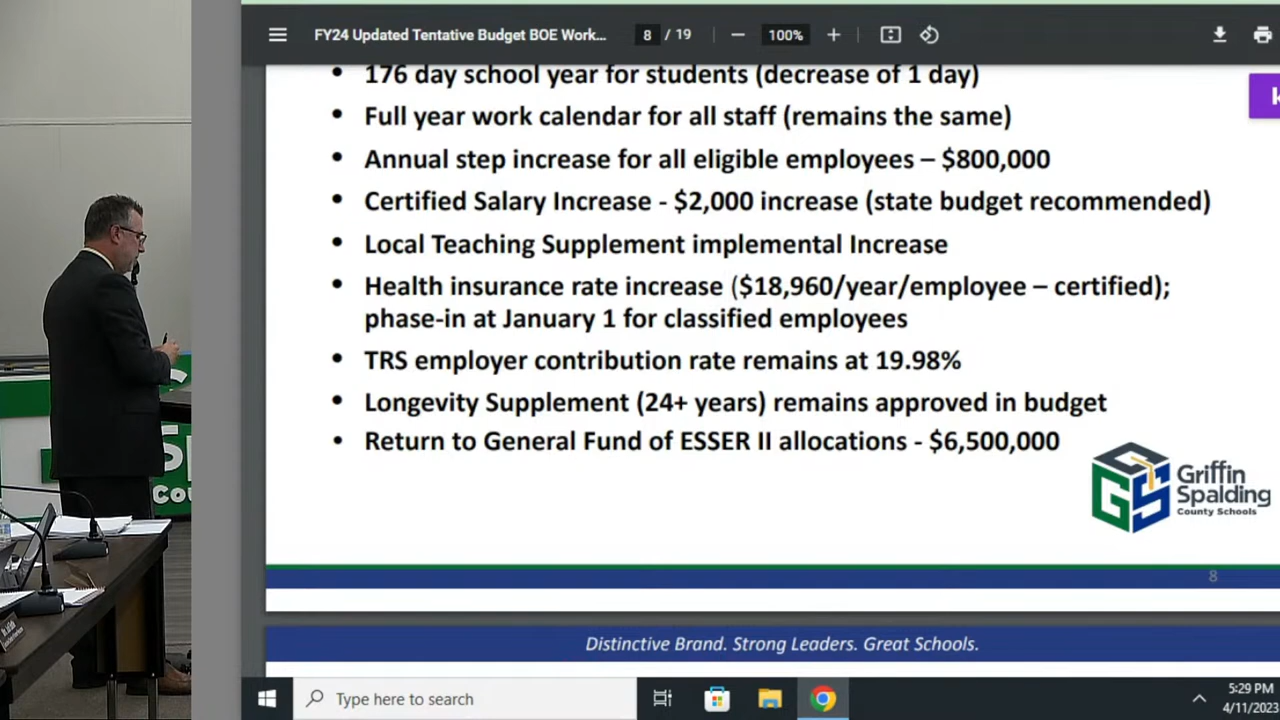 FY24 Updated Tentative Budget BOE Work...
8 / 19
100%
• 176 day school year for students (decrease of 1 day)
• Full year work calendar for all staff (remains the same)
• Annual step increase for all eligible employees – $800,000
• Certified Salary Increase - $2,000 increase (state budget recommended)
• Local Teaching Supplement implemental Increase
• Health insurance rate increase ($18,960/year/employee – certified);
phase-in at January 1 for classified employees
• TRS employer contribution rate remains at 19.98%
• Longevity Supplement (24+ years) remains approved in budget
• Return to General Fund of ESSER II allocations - $6,500,000
GS
Griffin
Spalding
County Schools
8
Distinctive Brand. Strong Leaders. Great Schools.
Type here to search
5:29 PM
4/11/2023